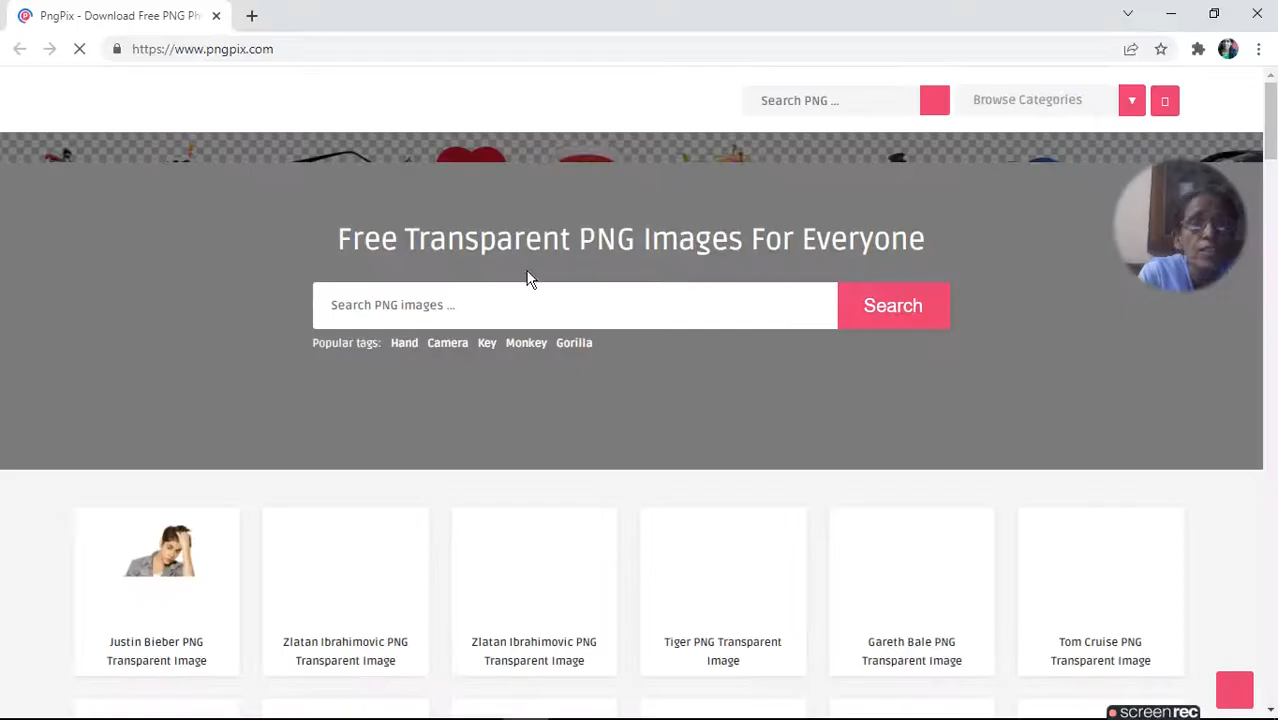 PngPix - Download Free PNG Ph
https://www.pngpix.com
Search PNG ...
Browse Categories
Free Transparent PNG Images For Everyone
Search PNG images ...
Search
Popular tags: Hand Camera Key Monkey Gorilla
Justin Bieber PNG
Transparent Image
Zlatan Ibrahimovic PNG
Transparent Image
Zlatan Ibrahimovic PNG
Transparent Image
Tiger PNG Transparent
Image
Gareth Bale PNG
Transparent Image
Tom Cruise PNG
Transparent Image
screenrec